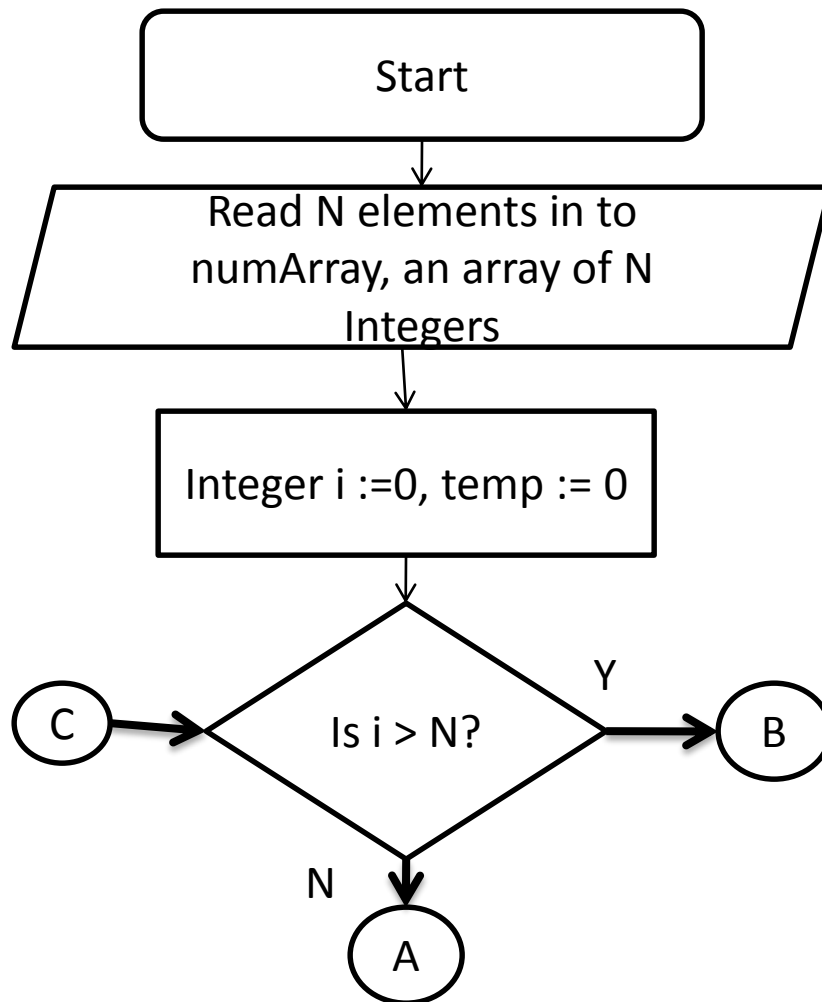 Start
Read N elements in to
numArray, an array of N
Integers
Integer i :=0, temp := 0
Is i > N?
Y
C
B
N
A